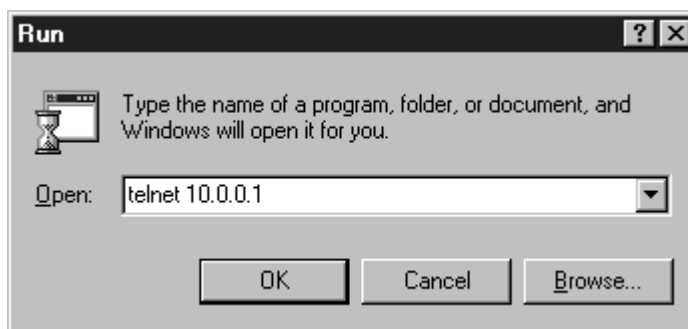 Run
Type the name of a program, folder, or document, and
Windows will open it for you.
Open: telnet 10.0.0.1
OK Cancel Browse...